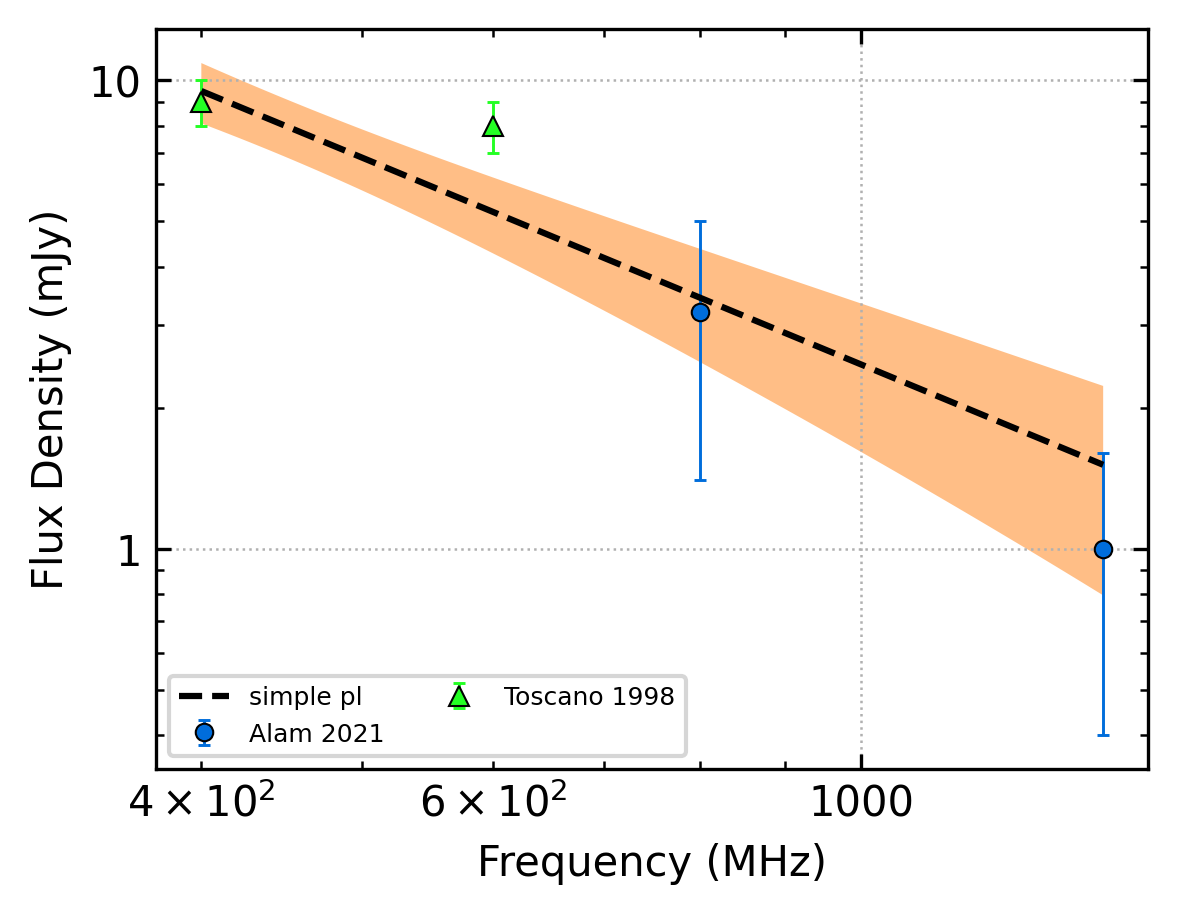 10
1
Flux Density (mJy)
simple pl
Toscano 1998
Alam 2021
4 × 10²
6 × 10²
1000
Frequency (MHz)